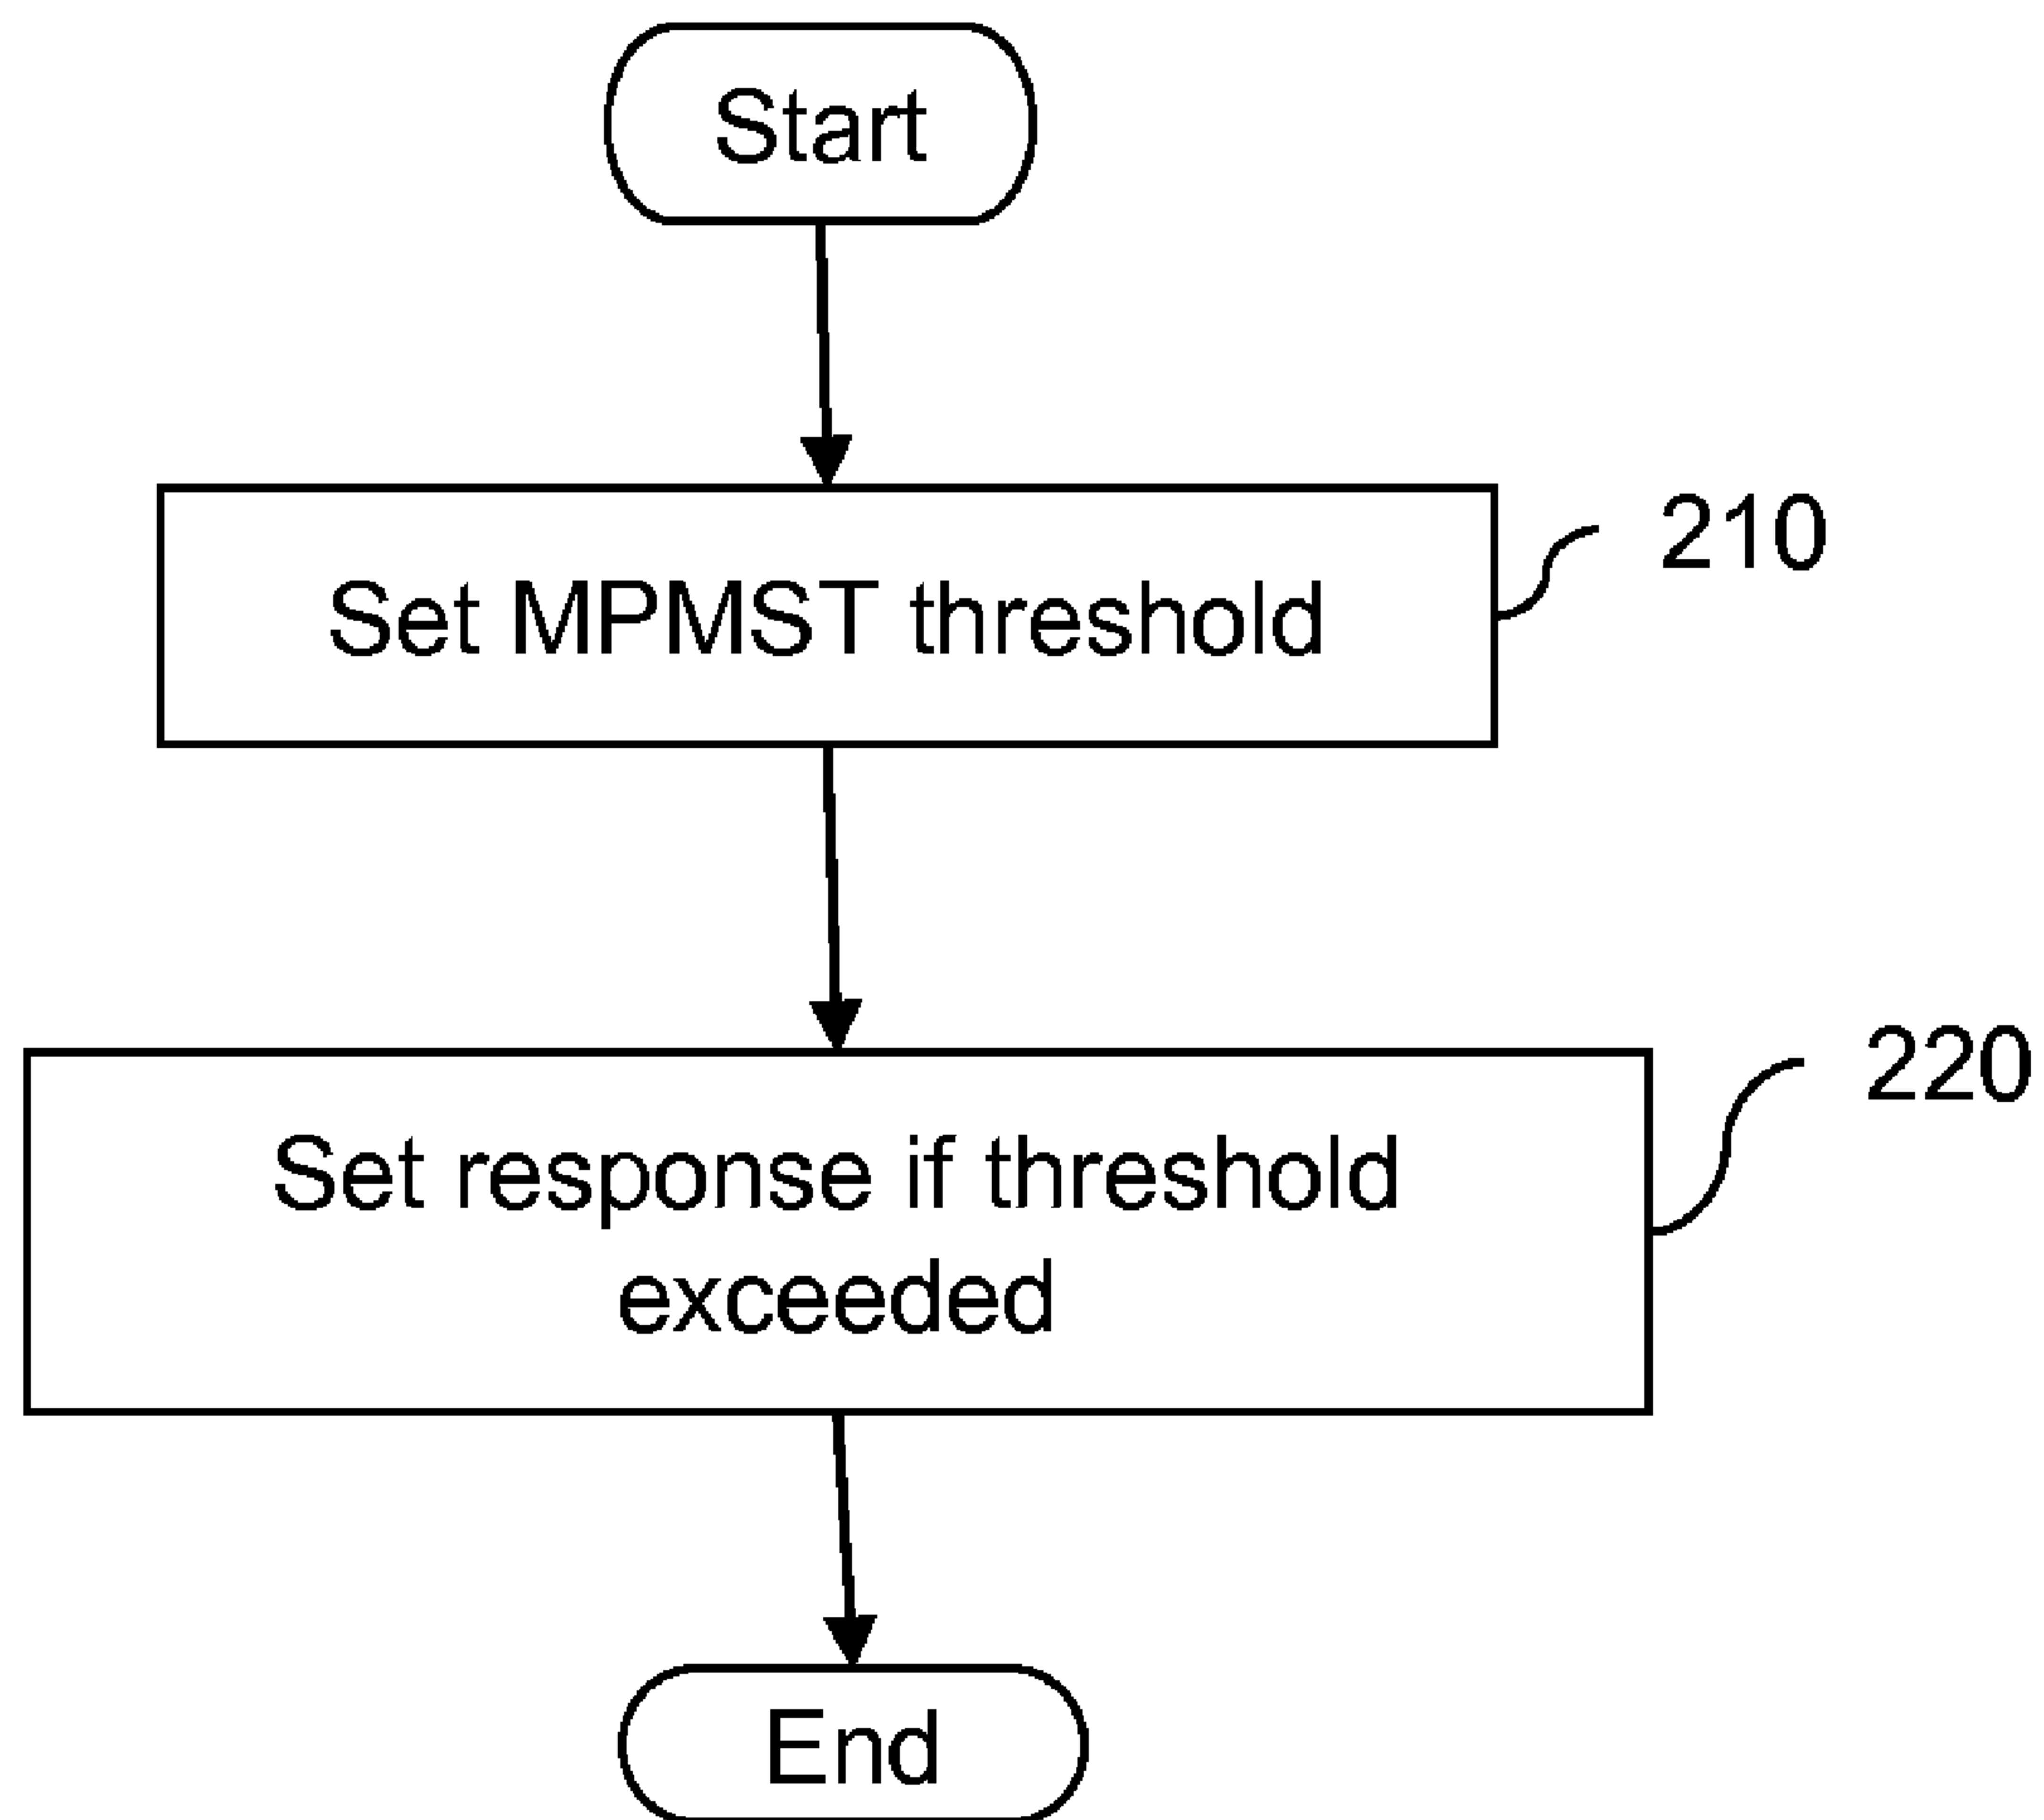 Start
Set MPMST threshold
210
Set response if threshold
exceeded
220
End